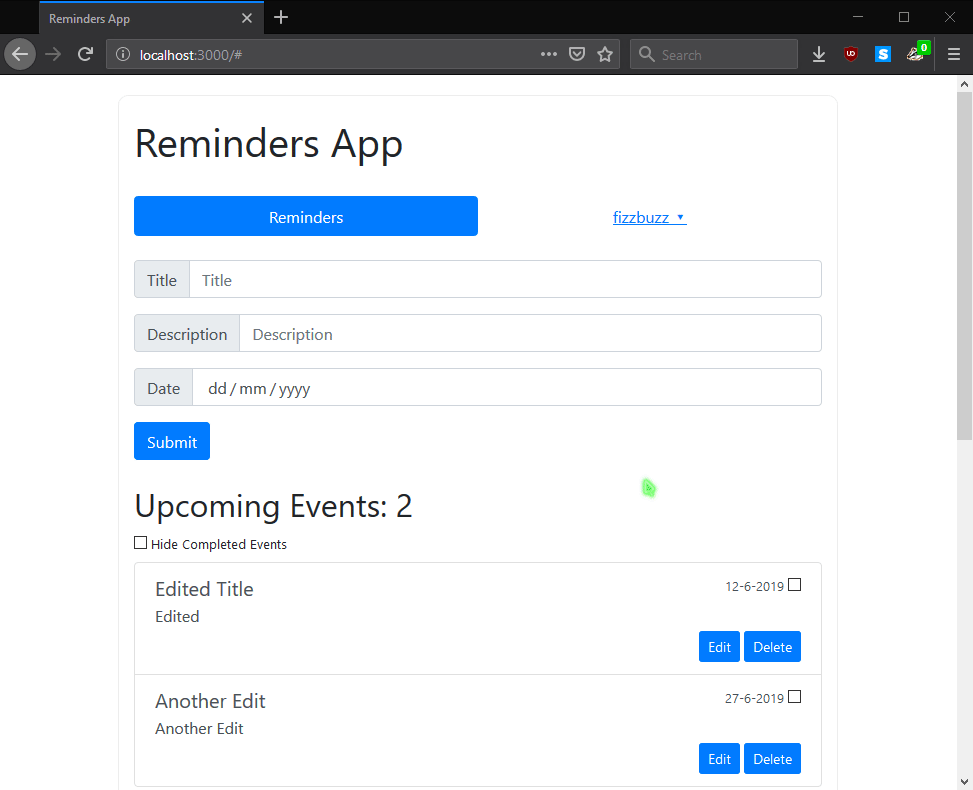 Reminders App
localhost:3000/#
Search
0
Reminders App
Reminders
fizzbuzz
Title
Title
Description
Description
Date
dd / mm / yyyy
Submit
Upcoming Events: 2
Hide Completed Events
Edited Title
12-6-2019
Edited
Edit
Delete
Another Edit
27-6-2019
Another Edit
Edit
Delete